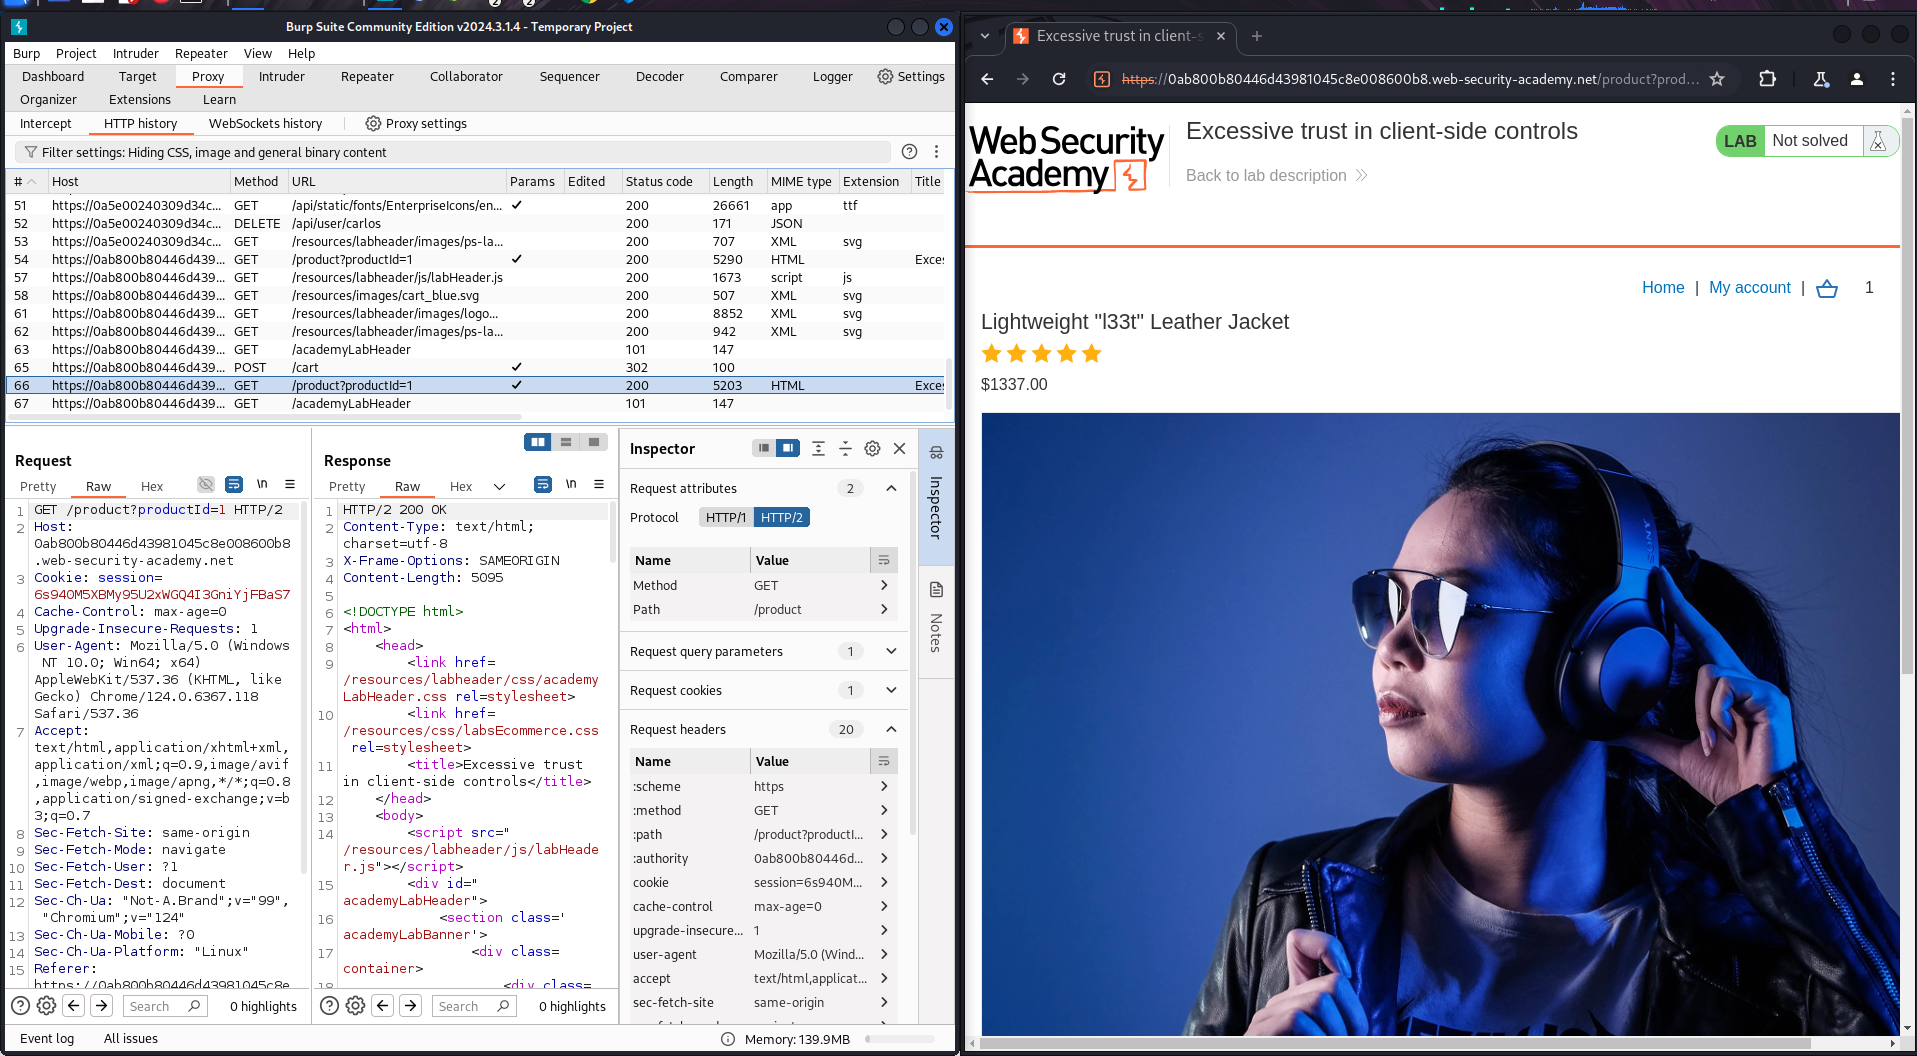 Burp Suite Community Edition v2024.3.1.4 - Temporary Project
Burp Project Intruder Repeater View Help
Dashboard Target Proxy Intruder Repeater Collaborator Sequencer Decoder Comparer Logger Settings
Organizer Extensions Learn
Intercept HTTP history WebSockets history Proxy settings
Filter settings: Hiding CSS, image and general binary content
# Host Method URL Params Edited Status code Length MIME type Extension Title
51 https://0a5e00240309d34c... GET /api/static/fonts/EnterpriseIcons/en... ✓ 200 26661 app ttf
52 https://0a5e00240309d34c... DELETE /api/user/carlos 200 171 JSON
53 https://0a5e00240309d34c... GET /resources/labheader/images/ps-la... 200 707 XML svg
54 https://0ab800b80446d439... GET /product?productId=1 ✓ 200 5290 HTML Exces
57 https://0ab800b80446d439... GET /resources/labheader/js/labHeader.js 200 1673 script js
58 https://0ab800b80446d439... GET /resources/images/cart_blue.svg 200 507 XML svg
61 https://0ab800b80446d439... GET /resources/labheader/images/logo... 200 8852 XML svg
62 https://0ab800b80446d439... GET /resources/labheader/images/ps-la... 200 942 XML svg
63 https://0ab800b80446d439... GET /academyLabHeader 101 147
65 https://0ab800b80446d439... POST /cart ✓ 302 100
66 https://0ab800b80446d439... GET /product?productId=1 ✓ 200 5203 HTML Exces
67 https://0ab800b80446d439... GET /academyLabHeader 101 147
Request
Pretty Raw Hex \n
1 GET /product?productId=1 HTTP/2
2 Host:
0ab800b80446d43981045c8e008600b8
.web-security-academy.net
3 Cookie: session=
6s940M5XBMy95U2xWGQ4I3GniYjFBaS7
4 Cache-Control: max-age=0
5 Upgrade-Insecure-Requests: 1
6 User-Agent: Mozilla/5.0 (Windows
NT 10.0; Win64; x64)
AppleWebKit/537.36 (KHTML, like
Gecko) Chrome/124.0.6367.118
Safari/537.36
7 Accept:
text/html,application/xhtml+xml,
application/xml;q=0.9,image/avif
,image/webp,image/apng,*/*;q=0.8
,application/signed-exchange;v=b
3;q=0.7
8 Sec-Fetch-Site: same-origin
9 Sec-Fetch-Mode: navigate
10 Sec-Fetch-User: ?1
11 Sec-Fetch-Dest: document
12 Sec-Ch-Ua: "Not-A.Brand";v="99",
"Chromium";v="124"
13 Sec-Ch-Ua-Mobile: ?0
14 Sec-Ch-Ua-Platform: "Linux"
15 Referer:
https://0ab800b80446d43981045c8e
Search 0 highlights
Response
Pretty Raw Hex \n
1 HTTP/2 200 OK
2 Content-Type: text/html;
charset=utf-8
3 X-Frame-Options: SAMEORIGIN
4 Content-Length: 5095
5
6 <!DOCTYPE html>
7 <html>
8 <head>
9 <link href=
/resources/labheader/css/academy
LabHeader.css rel=stylesheet>
10 <link href=
/resources/css/labsEcommerce.css
rel=stylesheet>
11 <title>Excessive trust
in client-side controls</title>
12 </head>
13 <body>
14 <script src="
/resources/labheader/js/labHeade
r.js"></script>
15 <div id="
academyLabHeader">
16 <section class='
academyLabBanner'>
17 <div class=
container>
18 <div class=
Search 0 highlights
Inspector
Request attributes 2
Protocol HTTP/1 HTTP/2
Name Value
Method GET
Path /product
Request query parameters 1
Request cookies 1
Request headers 20
Name Value
:scheme https
:method GET
:path /product?productI...
:authority 0ab800b80446d...
cookie session=6s940M...
cache-control max-age=0
upgrade-insecure... 1
user-agent Mozilla/5.0 (Wind...
accept text/html,applicat...
sec-fetch-site same-origin
Inspector
Notes
Event log All issues Memory: 139.9MB
Excessive trust in client-s
https://0ab800b80446d43981045c8e008600b8.web-security-academy.net/product?prod...
WebSecurity
Academy
Excessive trust in client-side controls
Back to lab description
LAB Not solved
Home | My account | 1
Lightweight "l33t" Leather Jacket
$1337.00
SONY